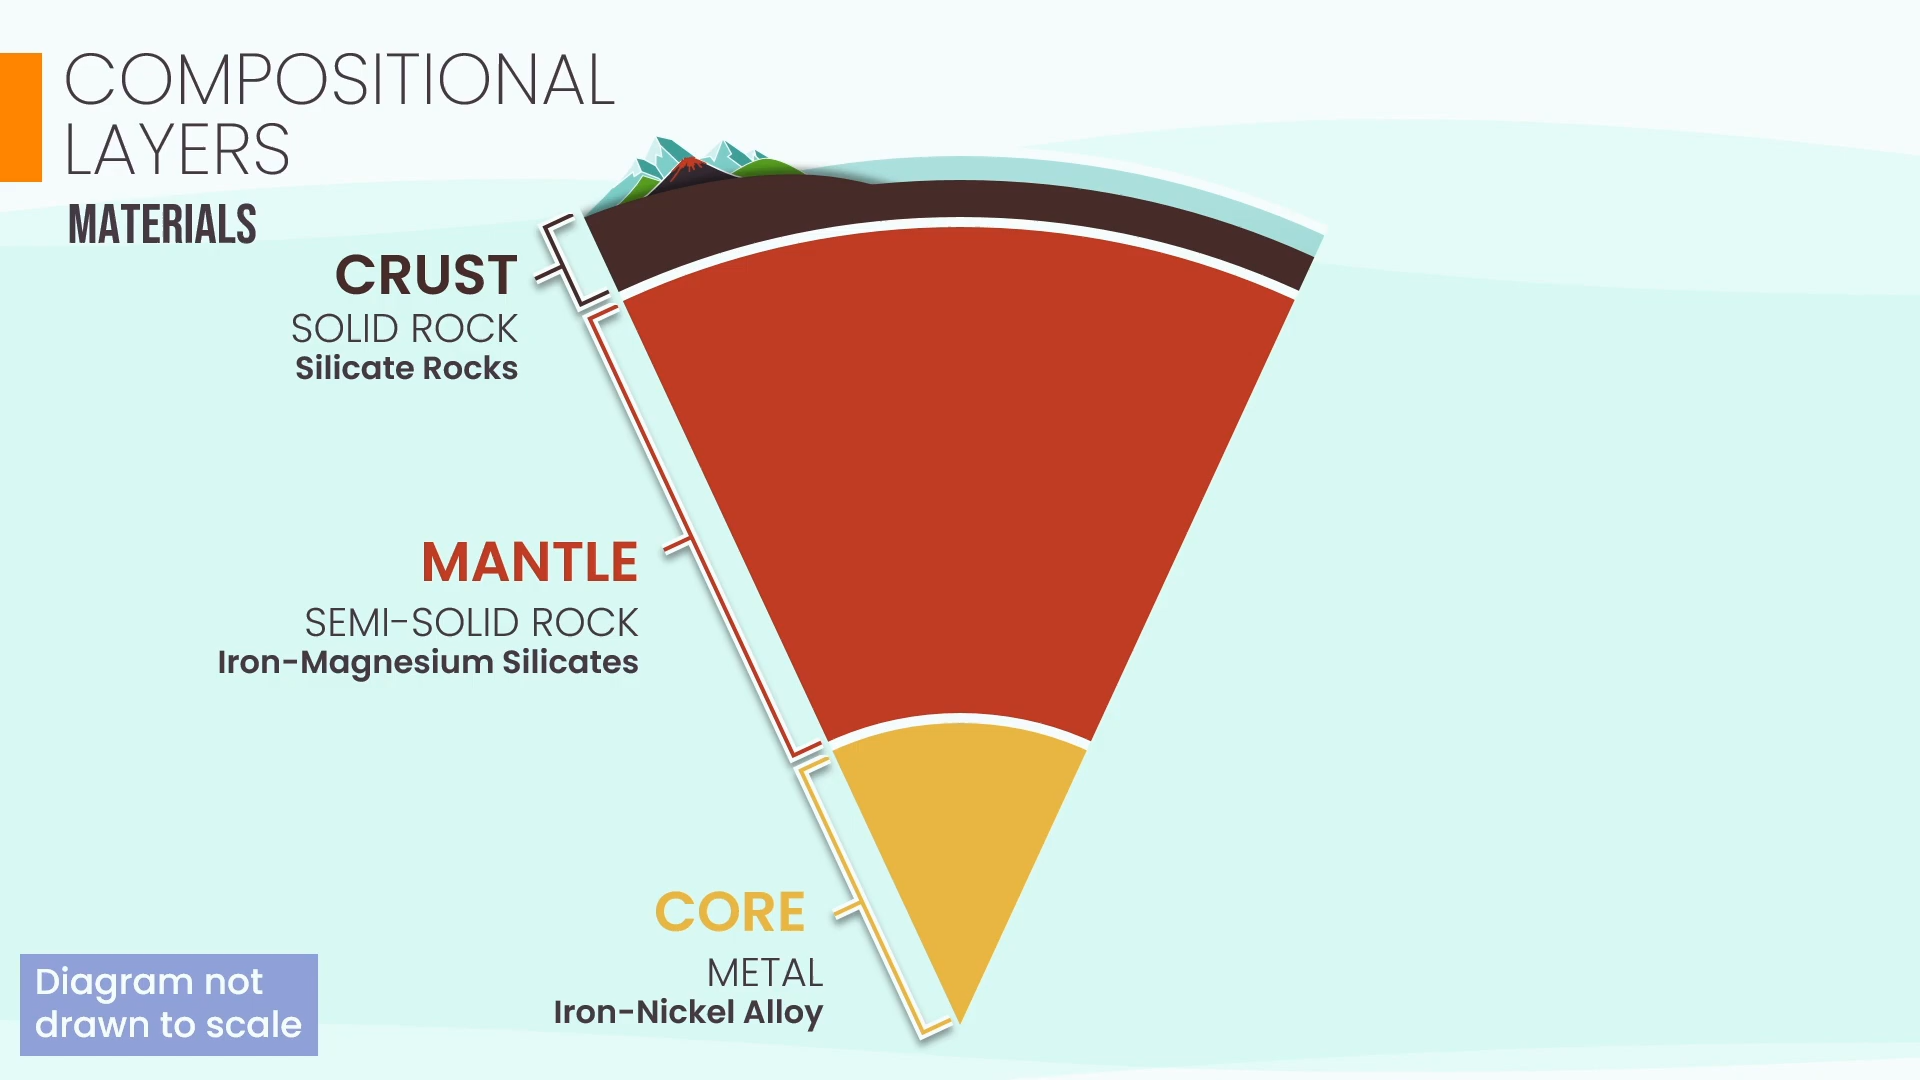 COMPOSITIONAL
LAYERS
MATERIALS
CRUST
SOLID ROCK
Silicate Rocks
MANTLE
SEMI-SOLID ROCK
Iron-Magnesium Silicates
CORE
METAL
Iron-Nickel Alloy
Diagram not
drawn to scale